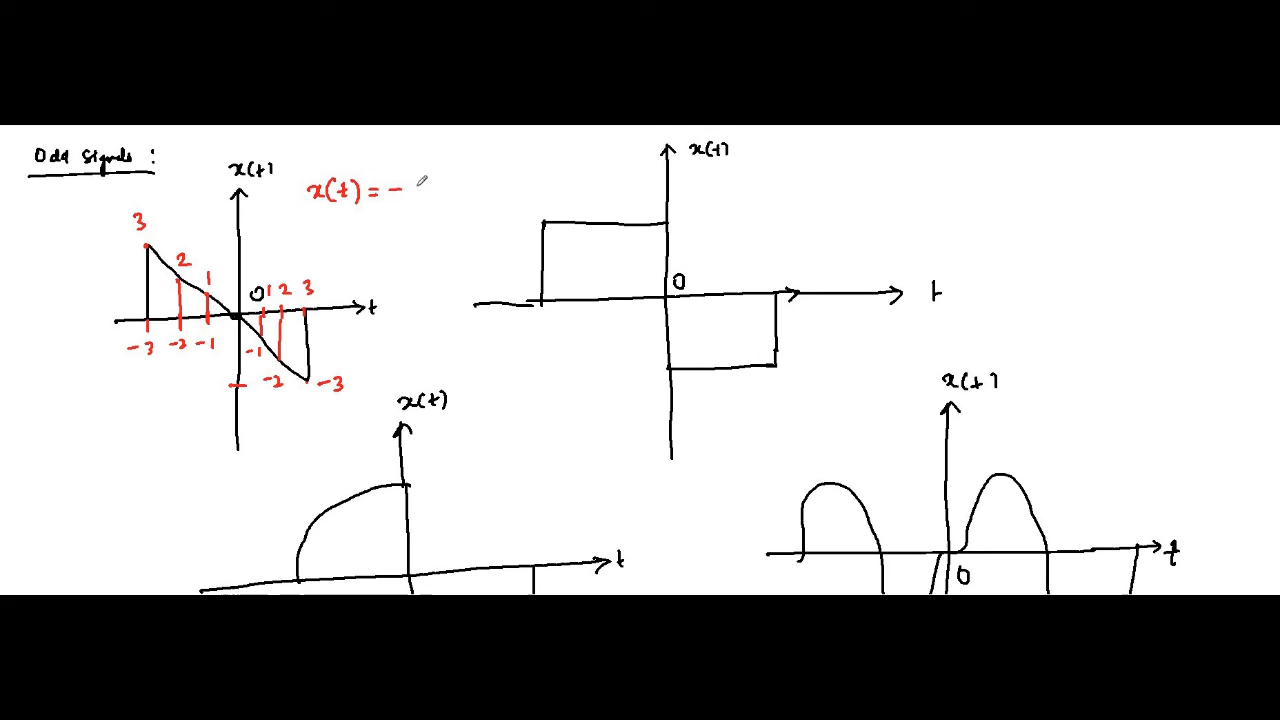 Odd Signals :
x(t)
x(t) = -
3
2
1
0 1 2 3
t
-3 -2 -1
-1
-2 -3
x(t)
0
t
x(t)
t
x(t)
t
0